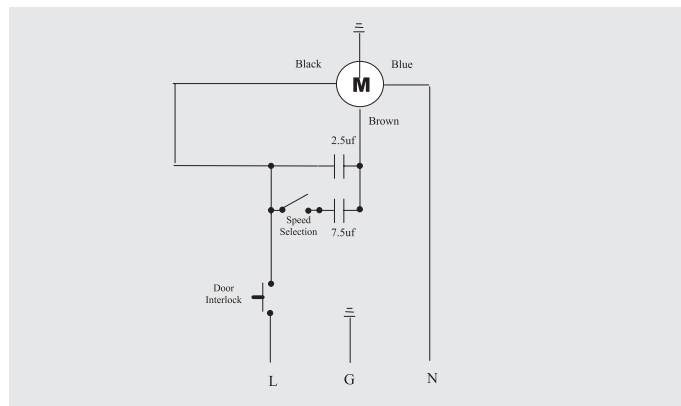 Black
Blue
M
Brown
2.5uf
Speed
Selection
7.5uf
Door
Interlock
L
G
N